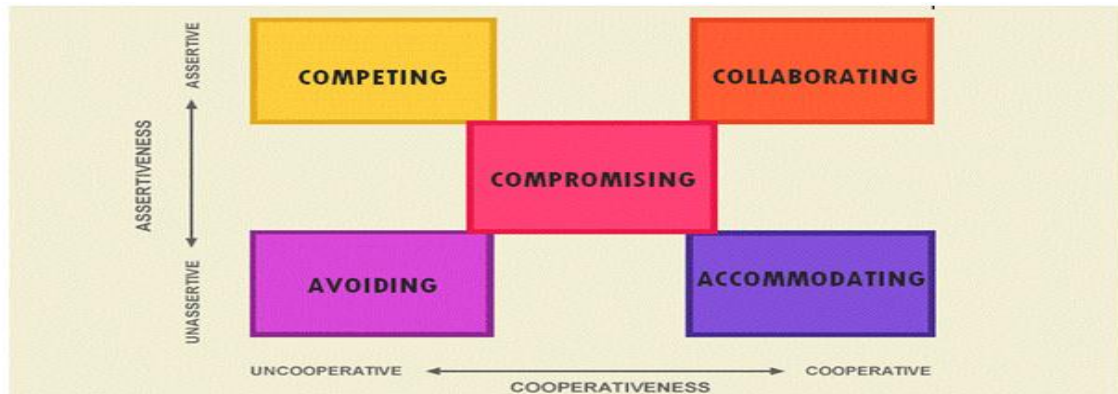 ASSERTIVE
ASSERTIVENESS
UNASSERTIVE
COMPETING
COLLABORATING
COMPROMISING
AVOIDING
ACCOMMODATING
UNCOOPERATIVE
COOPERATIVE
COOPERATIVENESS